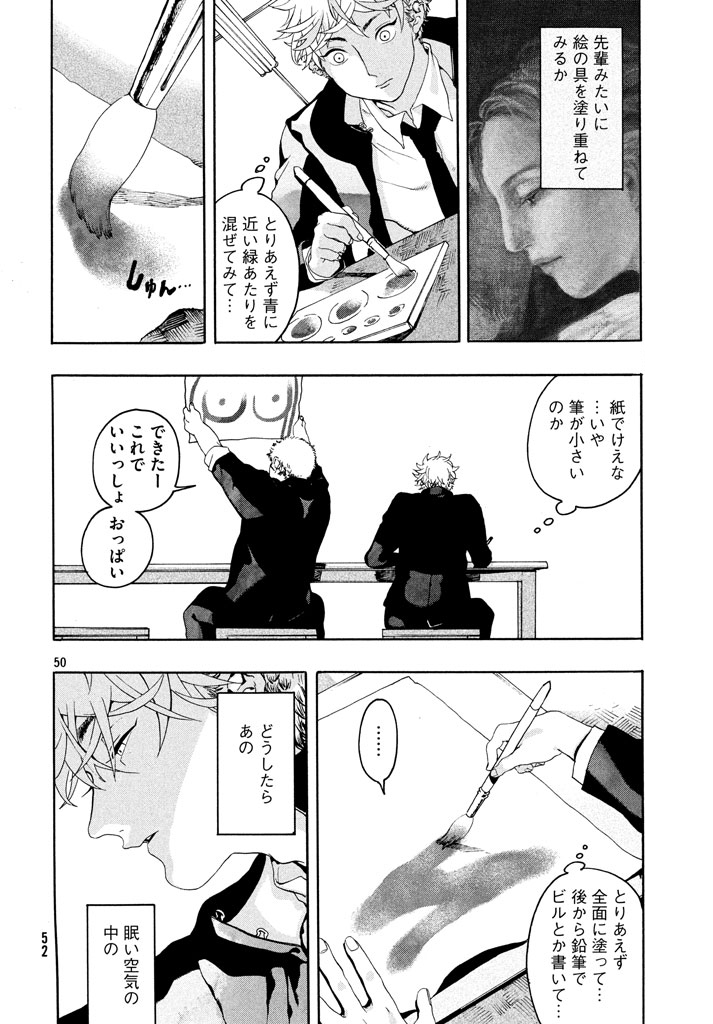 先輩みたいに
絵の具を塗り重ねて
みるか
とりあえず青に
近い緑あたりを
混ぜてみて…
じゅん…
紙でけえな
…いや
筆が小さい
のか
できたー
これで
いいっしょ
おっぱい
50
……
とりあえず
全面に塗って…
後から鉛筆で
ビルとか書いて…
どうしたら
あの
眠い空気の
中の
52